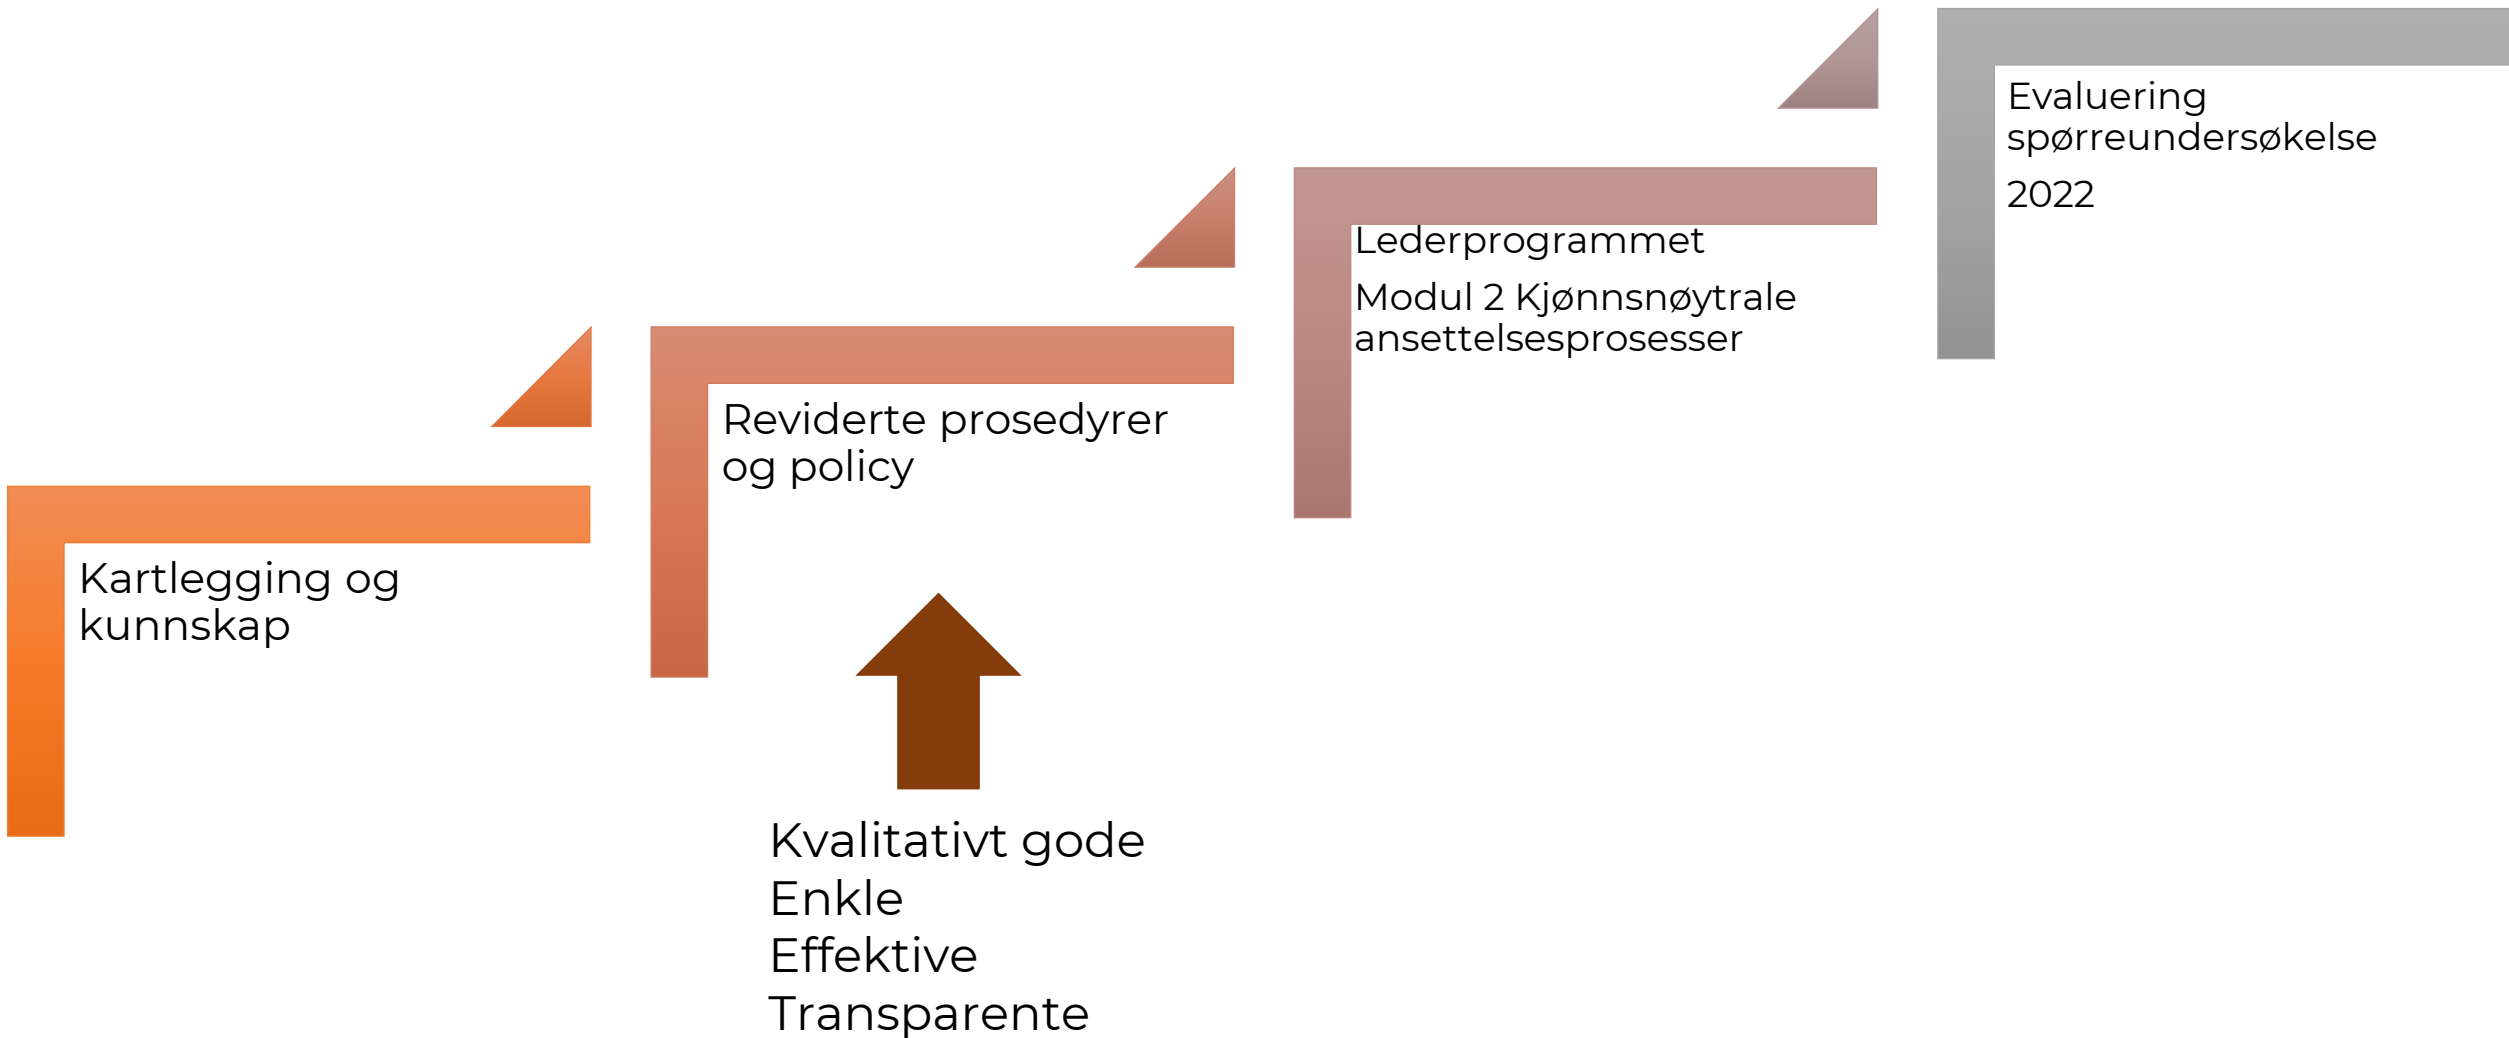 Kartlegging og
kunnskap
Reviderte prosedyrer
og policy
Kvalitativt gode
Enkle
Effektive
Transparente
Lederprogrammet
Modul 2 Kjønnsnøytrale
ansettelsesprosesser
Evaluering
spørreundersøkelse
2022